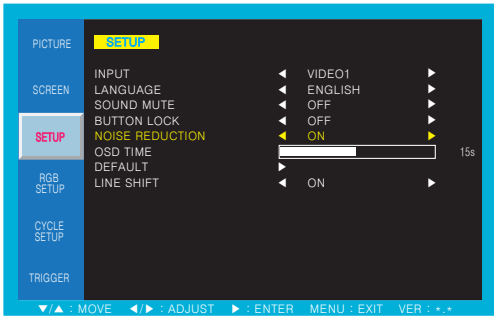 PICTURE
SCREEN
SETUP
RGB
SETUP
CYCLE
SETUP
TRIGGER
SETUP
INPUT ◀ VIDEO1 ▶
LANGUAGE ◀ ENGLISH ▶
SOUND MUTE ◀ OFF ▶
BUTTON LOCK ◀ OFF ▶
NOISE REDUCTION ◀ ON ▶
OSD TIME 15s
DEFAULT ▶
LINE SHIFT ◀ ON ▶
▼/▲ : MOVE ◀/▶ : ADJUST ▶ : ENTER MENU : EXIT VER : *.*